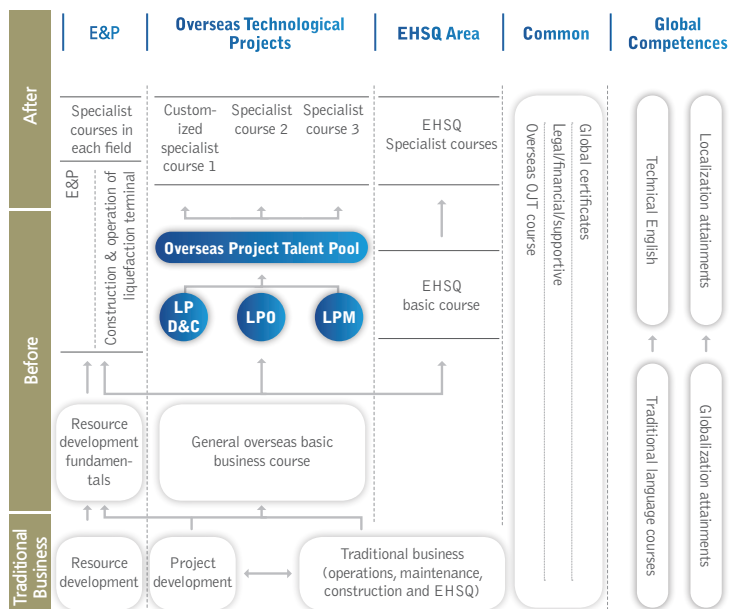 E&P
Overseas Technological
Projects
EHSQ Area
Common
Global
Competences
After
Specialist
courses in
each field
Custom-
ized
specialist
course 1
Specialist
course 2
Specialist
course 3
EHSQ
Specialist courses
E&P
Construction & operation of
liquefaction terminal
Overseas Project Talent Pool
LP
D&C
LPO
LPM
EHSQ
basic course
Overseas OJT course
Legal/financial/supportive
Global certificates
Technical English
Localization attainments
Before
Resource
development
fundamen-
tals
General overseas basic
business course
Traditional language courses
Globalization attainments
Traditional
Business
Resource
development
Project
development
Traditional business
(operations, maintenance,
construction and EHSQ)